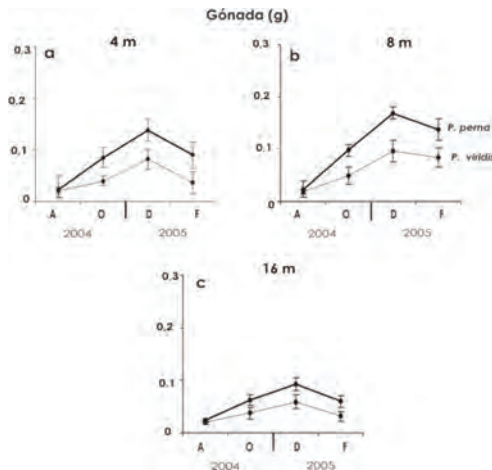 Gónada (g)
4 m
8 m
a
b
0,3
0,2
0,1
0
A O D F
2004 2005
0,3
0,2
0,1
0
P. perna
P. viridis
A O D F
2004 2005
16 m
c
0,3
0,2
0,1
0
A O D F
2004 2005